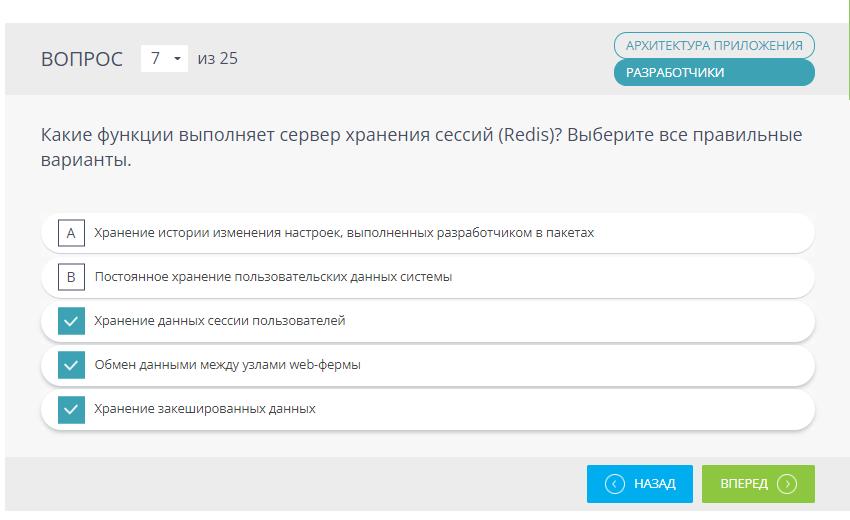 ВОПРОС 7 из 25
АРХИТЕКТУРА ПРИЛОЖЕНИЯ
РАЗРАБОТЧИКИ
Какие функции выполняет сервер хранения сессий (Redis)? Выберите все правильные
варианты.
A Хранение истории изменения настроек, выполненных разработчиком в пакетах
B Постоянное хранение пользовательских данных системы
Хранение данных сессии пользователей
Обмен данными между узлами web-фермы
Хранение закешированных данных
НАЗАД ВПЕРЕД